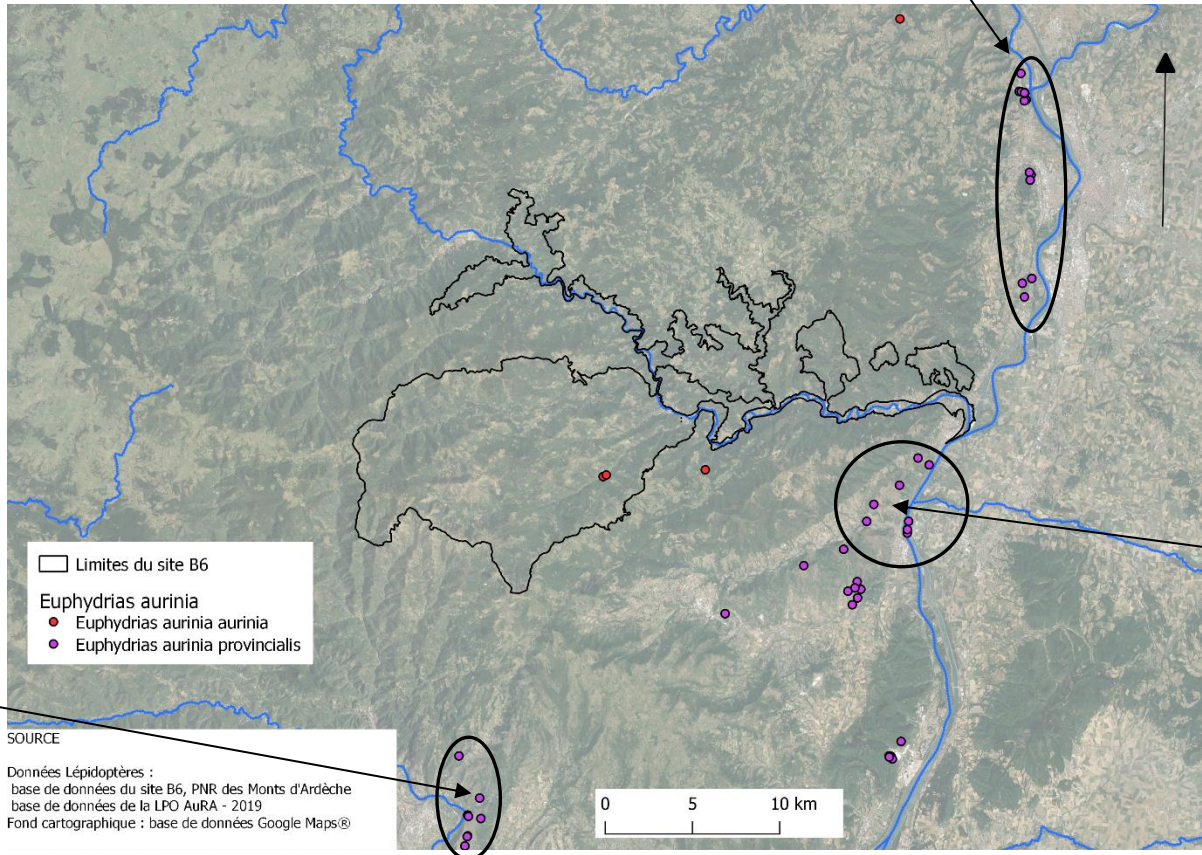 Limites du site B6
Euphydrias aurinia
Euphydrias aurinia aurinia
Euphydrias aurinia provincialis
SOURCE
Données Lépidoptères :
base de données du site B6, PNR des Monts d'Ardèche
base de données de la LPO AuRA - 2019
Fond cartographique : base de données Google Maps®
0 5 10 km